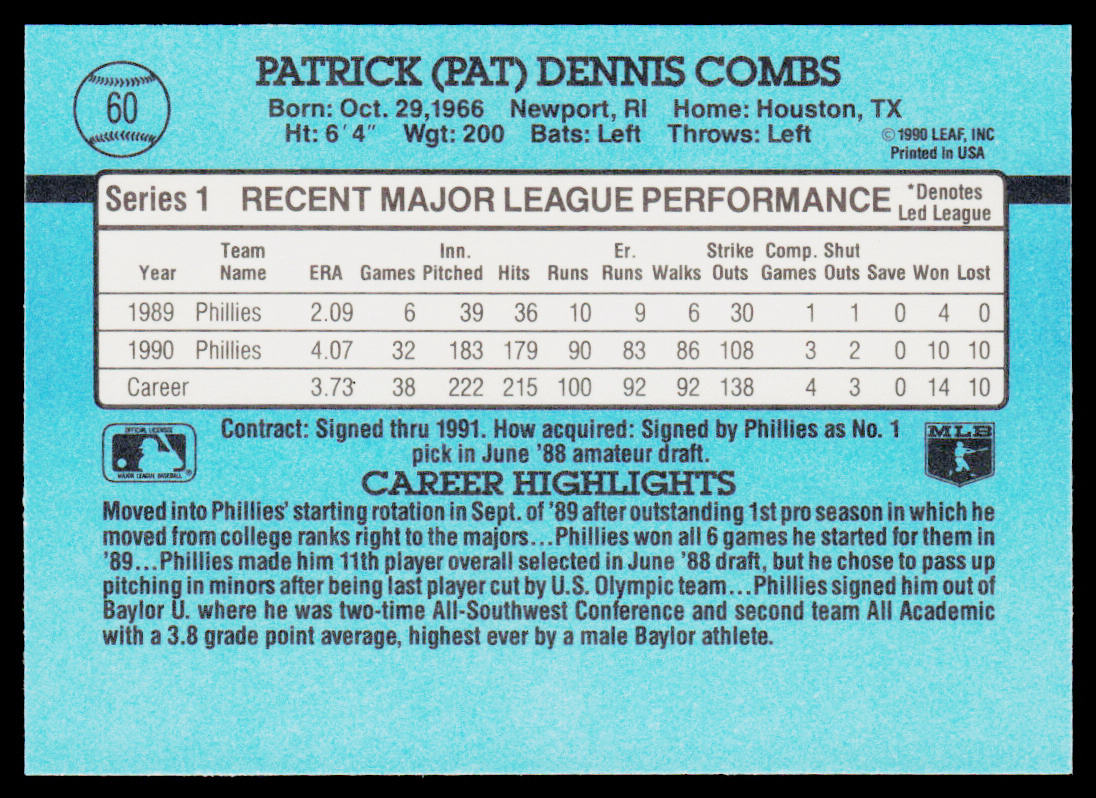 60
PATRICK (PAT) DENNIS COMBS
Born: Oct. 29,1966 Newport, RI Home: Houston, TX
Ht: 6′ 4″ Wgt: 200 Bats: Left Throws: Left
©1990 LEAF, INC
Printed in USA
Series 1 RECENT MAJOR LEAGUE PERFORMANCE *Denotes Led League
Year Team Name ERA Games Inn. Pitched Hits Runs Er. Runs Walks Strike Outs Comp. Games Shut Outs Save Won Lost
1989 Phillies 2.09 6 39 36 10 9 6 30 1 1 0 4 0
1990 Phillies 4.07 32 183 179 90 83 86 108 3 2 0 10 10
Career 3.73 38 222 215 100 92 92 138 4 3 0 14 10
OFFICIAL LICENSEE
MAJOR LEAGUE BASEBALL ®
Contract: Signed thru 1991. How acquired: Signed by Phillies as No. 1
pick in June '88 amateur draft.
MLB
CAREER HIGHLIGHTS
Moved into Phillies' starting rotation in Sept. of '89 after outstanding 1st pro season in which he
moved from college ranks right to the majors...Phillies won all 6 games he started for them in
'89...Phillies made him 11th player overall selected in June '88 draft, but he chose to pass up
pitching in minors after being last player cut by U.S. Olympic team...Phillies signed him out of
Baylor U. where he was two-time All-Southwest Conference and second team All Academic
with a 3.8 grade point average, highest ever by a male Baylor athlete.